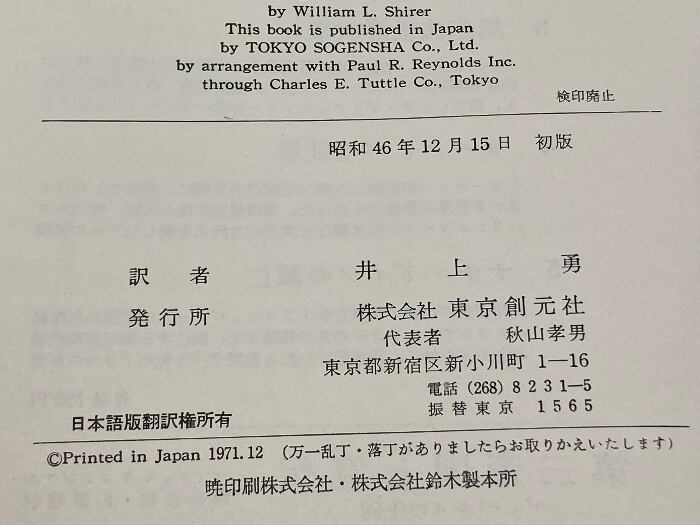 by William L. Shirer
This book is published in Japan
by TOKYO SOGENSHA Co., Ltd.
by arrangement with Paul R. Reynolds Inc.
through Charles E. Tuttle Co., Tokyo
検印廃止
昭和46年12月15日 初版
訳者 井上勇
発行所 株式会社 東京創元社
代表者 秋山孝男
東京都新宿区新小川町 1—16
電話 (268) 8231—5
振替東京 1565
日本語版翻訳権所有
©Printed in Japan 1971.12 (万一乱丁・落丁がありましたらお取りかえいたします)
暁印刷株式会社・株式会社鈴木製本所